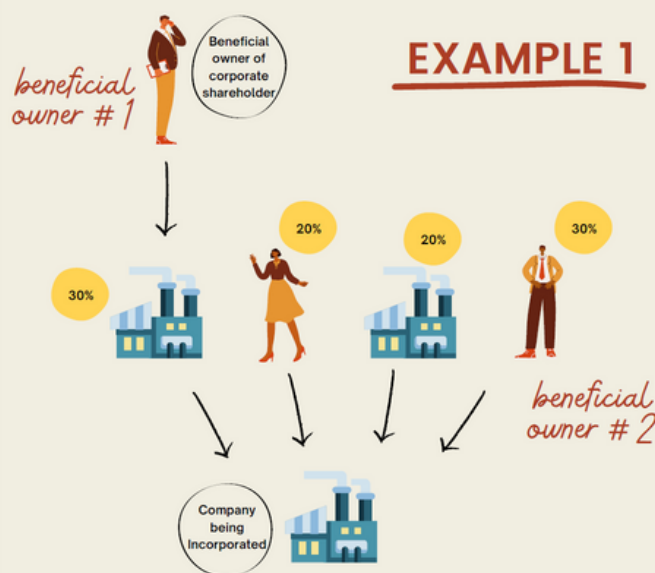 EXAMPLE 1
Beneficial
owner of
corporate
shareholder
beneficial
owner # 1
30%
20%
20%
30%
beneficial
owner # 2
Company
being
Incorporated